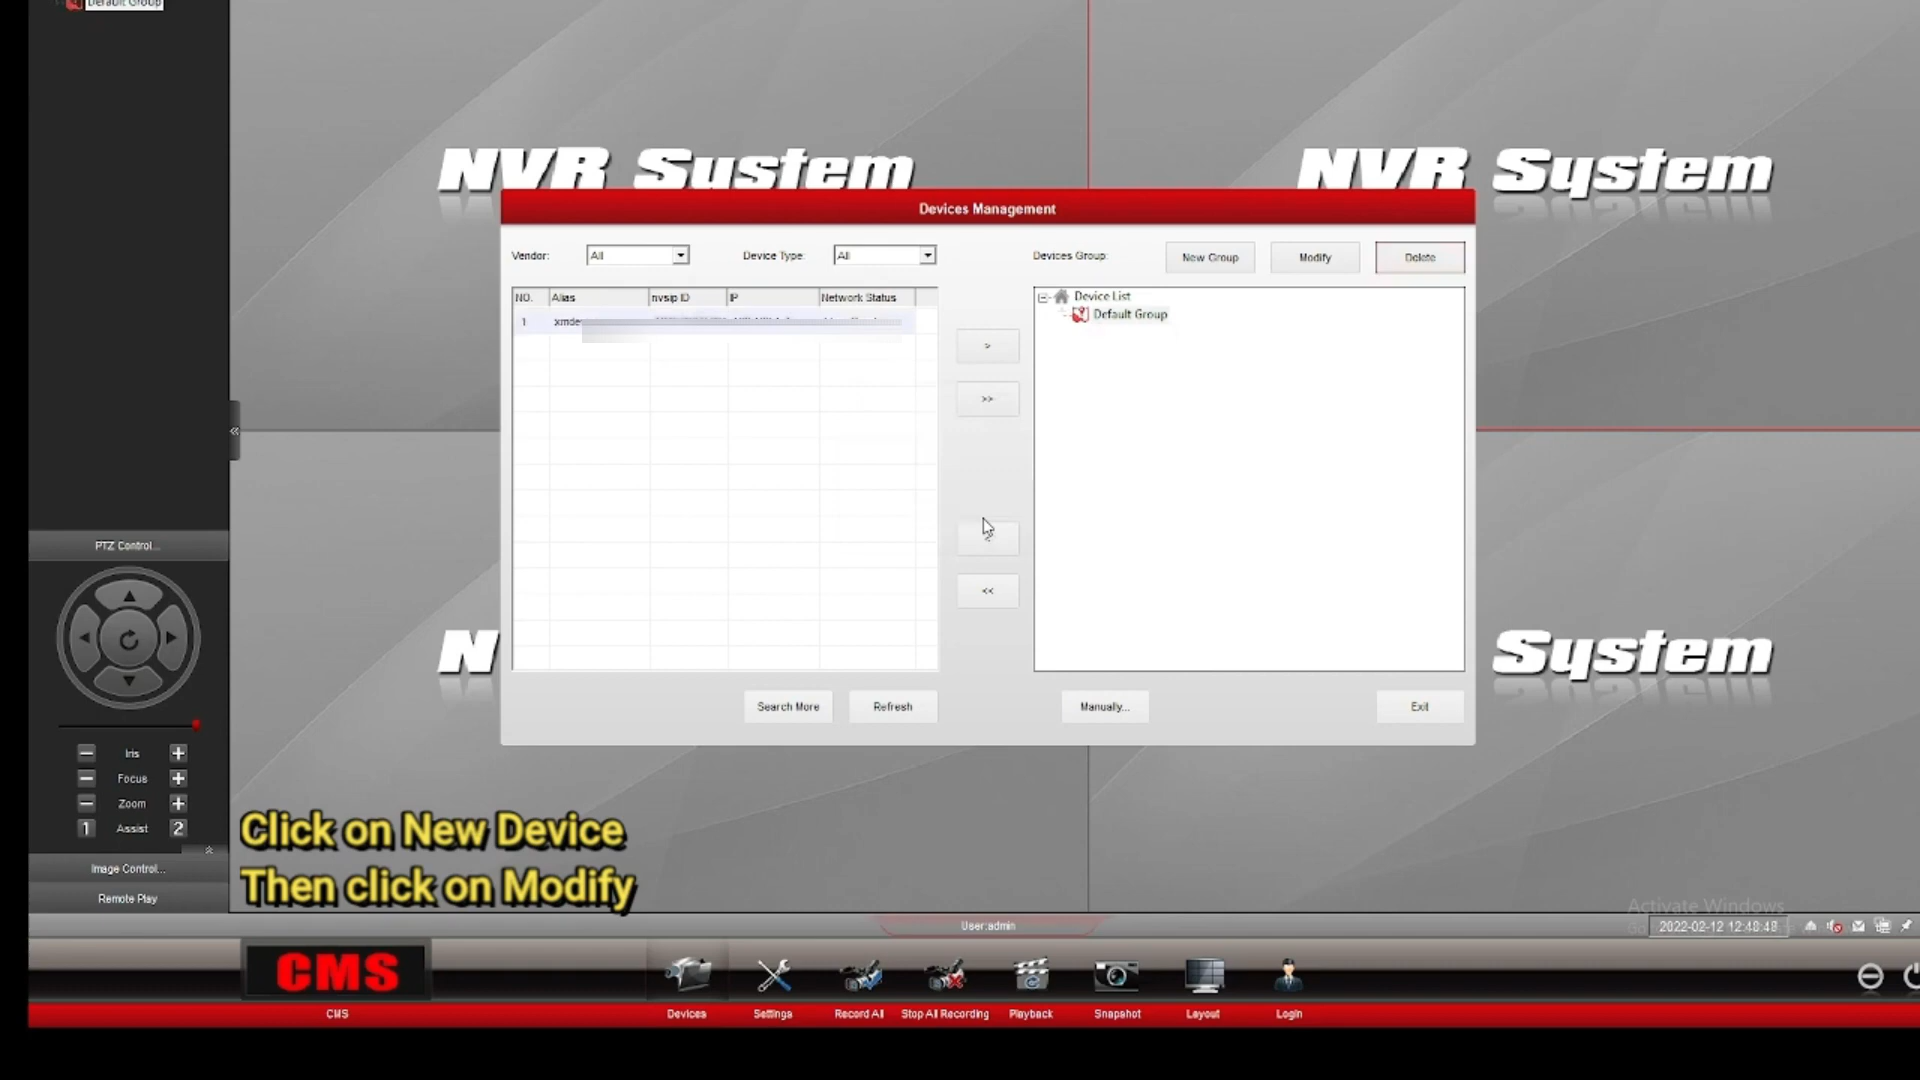 Default Group
NVR System
NVR System
Devices Management
Vendor: All Device Type: All Devices Group: New Group Modify Delete
NO. Alias nvsip ID IP Network Status
1 xmde
Device List
Default Group
>
>>
<<
Search More Refresh Manually... Exit
N
System
PTZ Control...
Iris
Focus
Zoom
1 Assist 2
Image Control...
Remote Play
Click on New Device
Then click on Modify
Activate Windows
User:admin
2022-02-12 12:48:48
CMS
CMS Devices Settings Record All Stop All Recording Playback Snapshot Layout Login